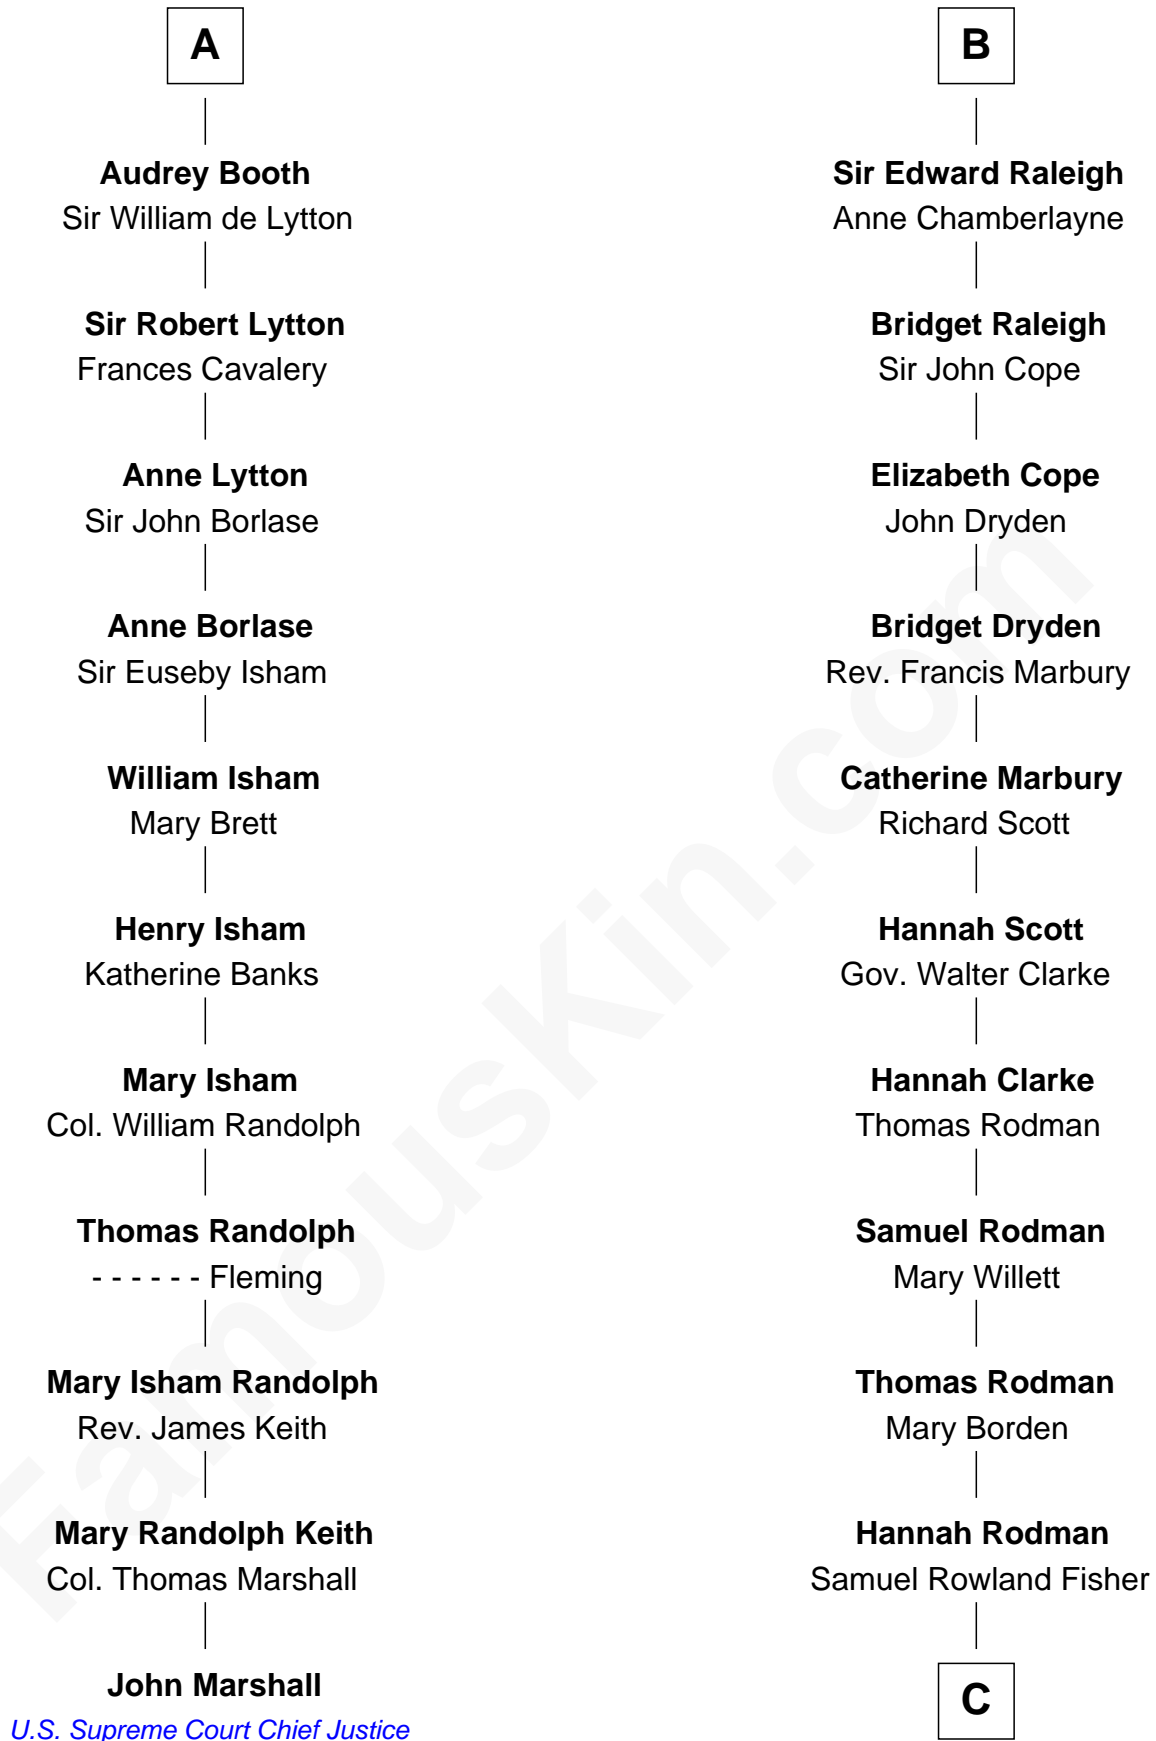 A
Audrey Booth
Sir William de Lytton
Sir Robert Lytton
Frances Cavalery
Anne Lytton
Sir John Borlase
Anne Borlase
Sir Euseby Isham
William Isham
Mary Brett
Henry Isham
Katherine Banks
Mary Isham
Col. William Randolph
Thomas Randolph
- - - - - - Fleming
Mary Isham Randolph
Rev. James Keith
Mary Randolph Keith
Col. Thomas Marshall
John Marshall
U.S. Supreme Court Chief Justice
B
Sir Edward Raleigh
Anne Chamberlayne
Bridget Raleigh
Sir John Cope
Elizabeth Cope
John Dryden
Bridget Dryden
Rev. Francis Marbury
Catherine Marbury
Richard Scott
Hannah Scott
Gov. Walter Clarke
Hannah Clarke
Thomas Rodman
Samuel Rodman
Mary Willett
Thomas Rodman
Mary Borden
Hannah Rodman
Samuel Rowland Fisher
C
FamousKin.com